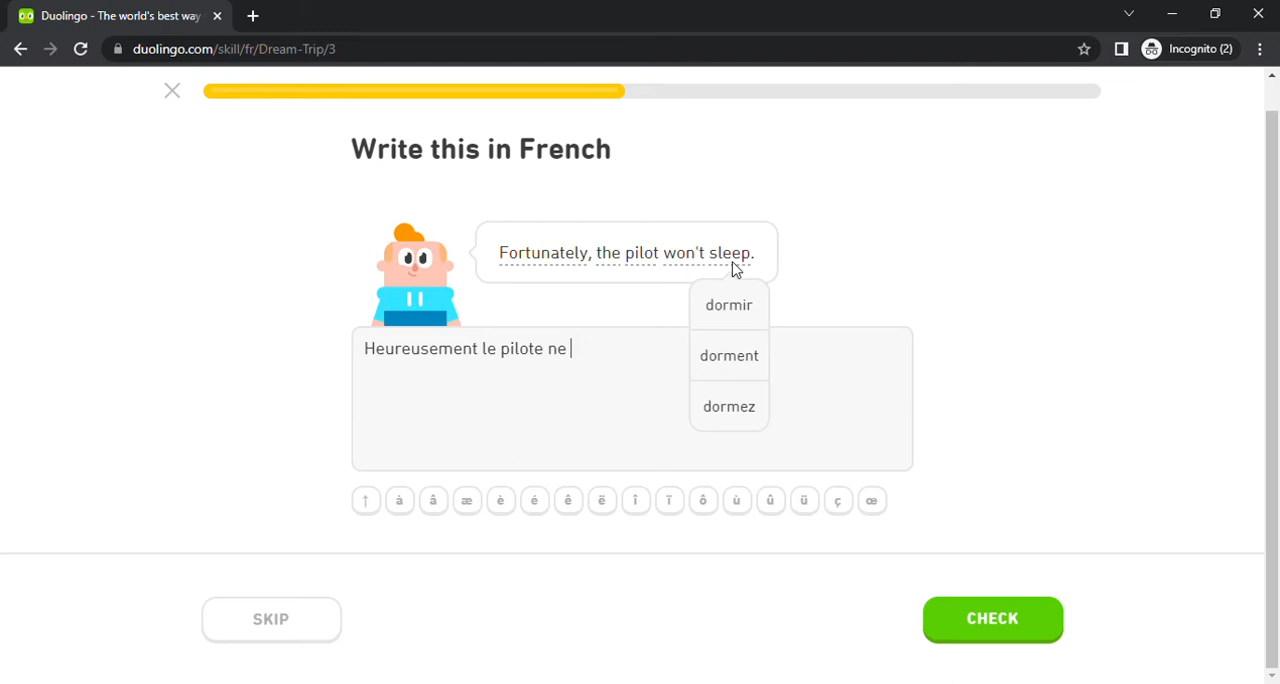 Duolingo - The world's best way
duolingo.com/skill/fr/Dream-Trip/3
Incognito (2)
Write this in French
Fortunately, the pilot won't sleep.
dormir
dorment
dormez
Heureusement le pilote ne
↑ à â æ è é ê ë î ï ô ù û ü ç œ
SKIP
CHECK